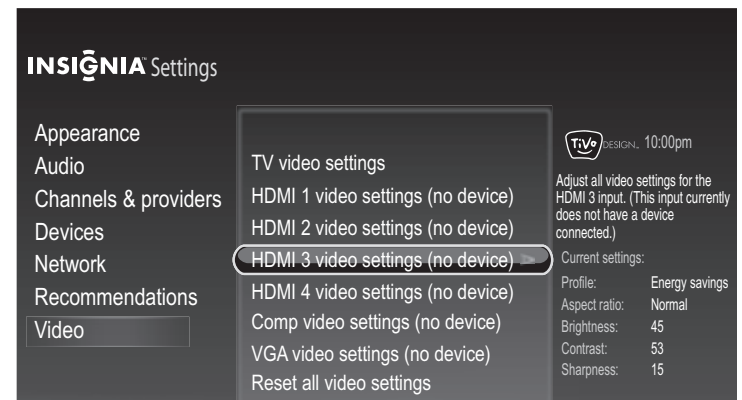 INSIGNIA™ Settings
Appearance
Audio
Channels & providers
Devices
Network
Recommendations
Video
TV video settings
HDMI 1 video settings (no device)
HDMI 2 video settings (no device)
HDMI 3 video settings (no device)
HDMI 4 video settings (no device)
Comp video settings (no device)
VGA video settings (no device)
Reset all video settings
TiVo DESIGN™ 10:00pm
Adjust all video settings for the
HDMI 3 input. (This input currently
does not have a device
connected.)
Current settings:
Profile: Energy savings
Aspect ratio: Normal
Brightness: 45
Contrast: 53
Sharpness: 15